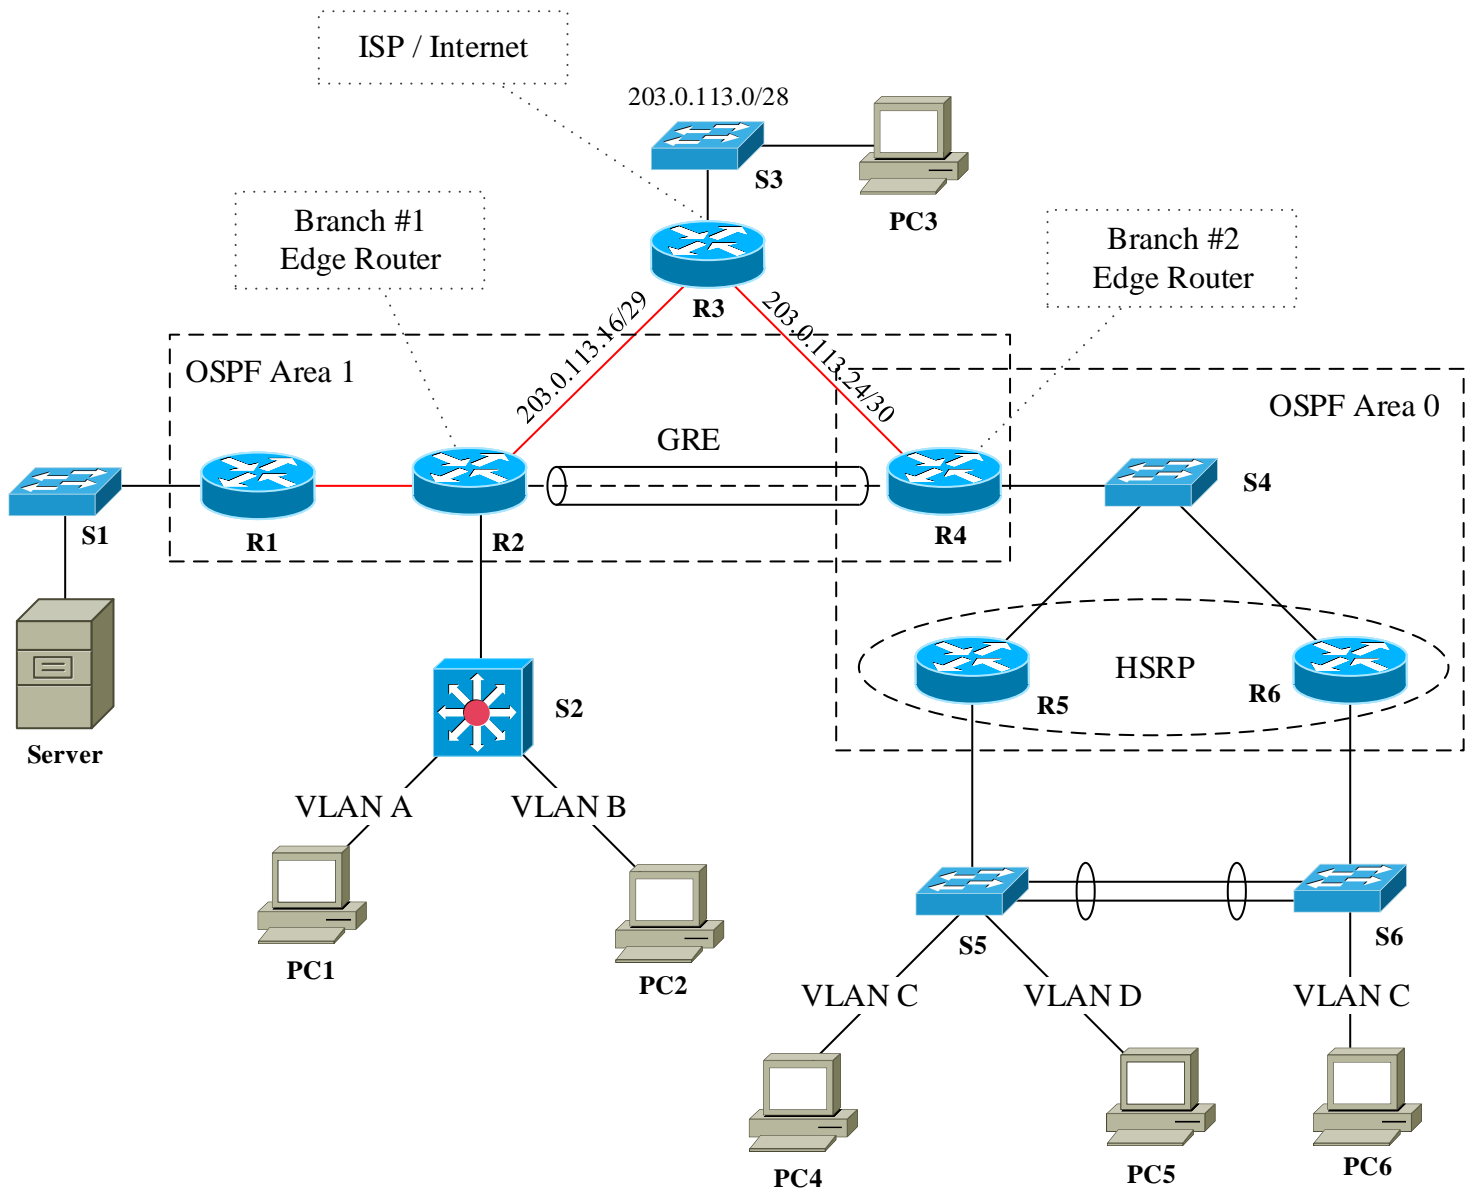 ISP / Internet
203.0.113.0/28
S3
PC3
Branch #1
Edge Router
Branch #2
Edge Router
R3
203.0.113.16/29
203.0.113.24/30
OSPF Area 1
OSPF Area 0
GRE
S1
R1
R2
R4
S4
HSRP
R5
R6
Server
S2
VLAN A
VLAN B
PC1
PC2
S5
S6
VLAN C
VLAN D
VLAN C
PC4
PC5
PC6